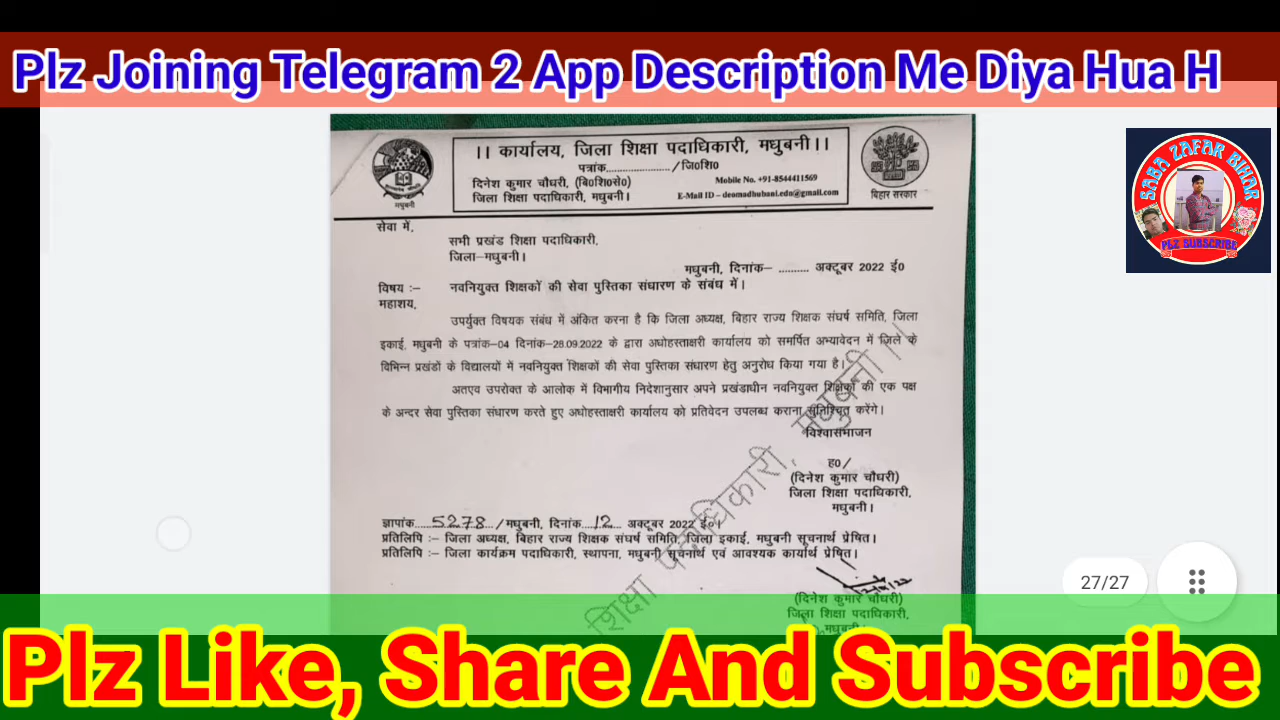 Plz Joining Telegram 2 App Description Me Diya Hua H
।। कार्यालय, जिला शिक्षा पदाधिकारी, मधुबनी।।
पत्रांक......................./जि0शि0
दिनेश कुमार चौधरी, (बि0शि0से0)
Mobile No. +91-8544411569
जिला शिक्षा पदाधिकारी, मधुबनी।
E-Mail ID – deomadhubani.edu@gmail.com
मधुबनी
बिहार सरकार
SABA ZAFAR BIHAR
PLZ SUBSCRIBE
सेवा में,
सभी प्रखंड शिक्षा पदाधिकारी,
जिला–मधुबनी।
मधुबनी, दिनांक– .......... अक्टूबर 2022 ई0
विषय :– नवनियुक्त शिक्षकों की सेवा पुस्तिका संधारण के संबंध में।
महाशय,
उपर्युक्त विषयक संबंध में अंकित करना है कि जिला अध्यक्ष, बिहार राज्य शिक्षक संघर्ष समिति, जिला
इकाई, मधुबनी के पत्रांक–04 दिनांक–28.09.2022 के द्वारा अधोहस्ताक्षरी कार्यालय को समर्पित अभ्यावेदन में जिले के
विभिन्न प्रखंडों के विद्यालयों में नवनियुक्त शिक्षकों की सेवा पुस्तिका संधारण हेतु अनुरोध किया गया है।
अतएव उपरोक्त के आलोक में विभागीय निदेशानुसार अपने प्रखंडाधीन नवनियुक्त शिक्षकों की एक पक्ष
के अन्दर सेवा पुस्तिका संधारण करते हुए अधोहस्ताक्षरी कार्यालय को प्रतिवेदन उपलब्ध कराना सुनिश्चित करेंगे।
विश्वासभाजन
ह0/
(दिनेश कुमार चौधरी)
जिला शिक्षा पदाधिकारी,
मधुबनी।
ज्ञापांक....5278../मधुबनी, दिनांक...12... अक्टूबर 2022 ई०।
प्रतिलिपि :– जिला अध्यक्ष, बिहार राज्य शिक्षक संघर्ष समिति, जिला इकाई, मधुबनी सूचनार्थ प्रेषित।
प्रतिलिपि :– जिला कार्यक्रम पदाधिकारी, स्थापना, मधुबनी सूचनार्थ एवं आवश्यक कार्यार्थ प्रेषित।
(दिनेश कुमार चौधरी)
जिला शिक्षा पदाधिकारी,
मधुबनी
शिक्षा पदाधिकारी, मधुबनी ।।
27/27
Plz Like, Share And Subscribe